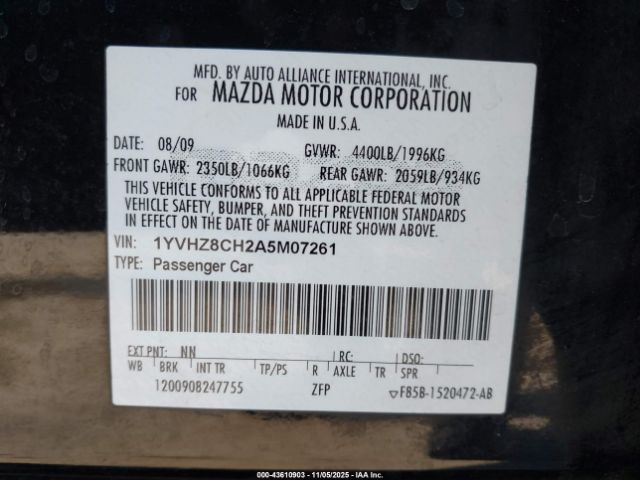 MFD. BY AUTO ALLIANCE INTERNATIONAL, INC.
FOR MAZDA MOTOR CORPORATION
MADE IN U.S.A.
DATE: 08/09 GVWR: 4400LB/1996KG
FRONT GAWR: 2350LB/1066KG REAR GAWR: 2059LB/934KG
THIS VEHICLE CONFORMS TO ALL APPLICABLE FEDERAL MOTOR
VEHICLE SAFETY, BUMPER, AND THEFT PREVENTION STANDARDS
IN EFFECT ON THE DATE OF MANUFACTURE SHOWN ABOVE.
VIN: 1YVHZ8CH2A5M07261
TYPE: Passenger Car
EXT PNT: NN RC: DSO:
WB BRK INT TR TP/PS R AXLE TR SPR
1200908247755 ZFP ▽F85B-1520472-AB
000-43610903 - 11/05/2025 - IAA Inc.